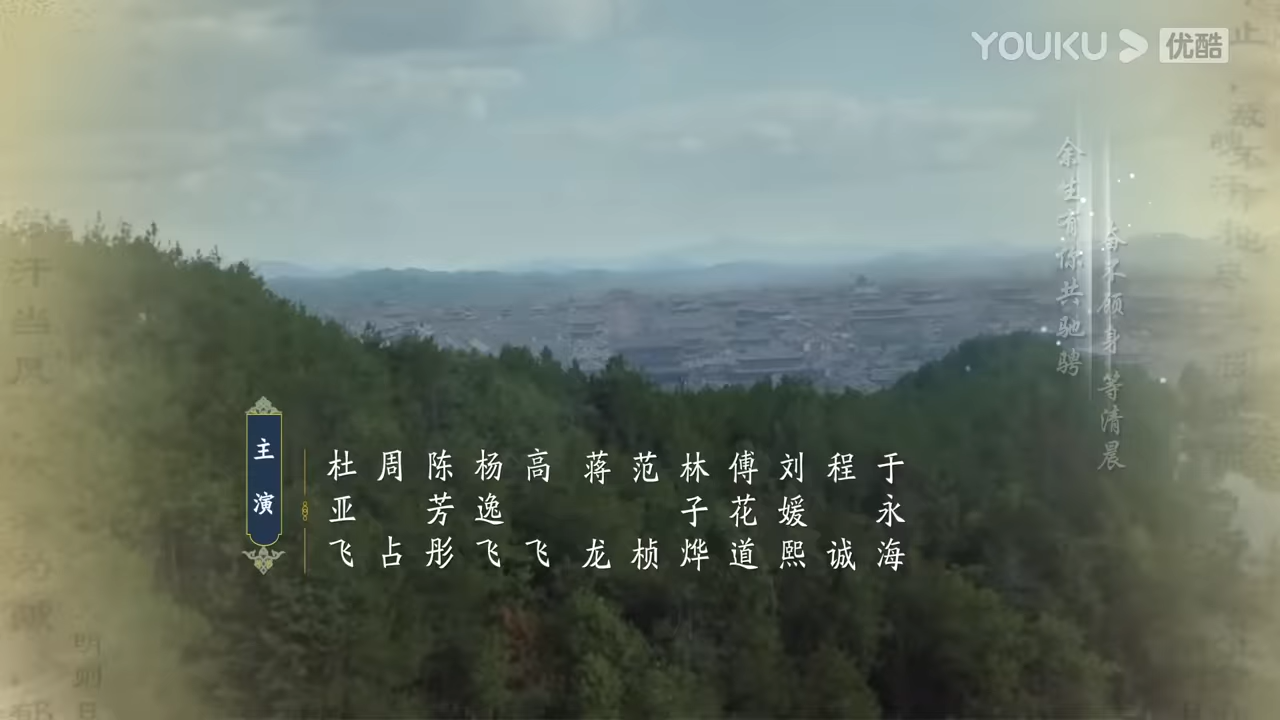 YOUKU 优酷
余生有你共驰骋
奋不顾身 等清晨
主演
杜亚飞
周占
陈芳彤
杨逸飞
高飞
蒋龙
范桢
林子烨
傅花道
刘媛熙
程诚
于永海